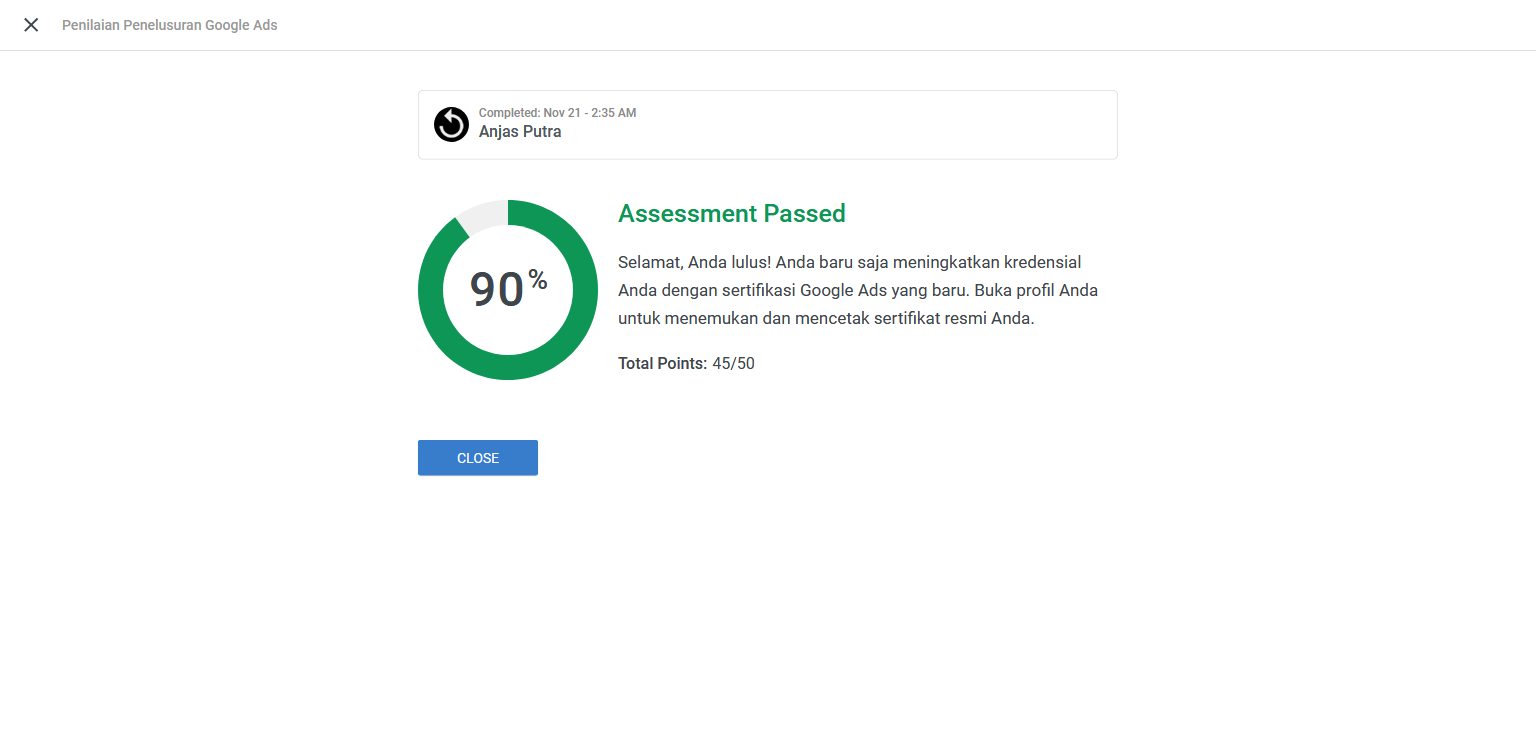 Penilaian Penelusuran Google Ads
Completed: Nov 21 - 2:35 AM
Anjas Putra
90%
Assessment Passed
Selamat, Anda lulus! Anda baru saja meningkatkan kredensial
Anda dengan sertifikasi Google Ads yang baru. Buka profil Anda
untuk menemukan dan mencetak sertifikat resmi Anda.
Total Points: 45/50
CLOSE